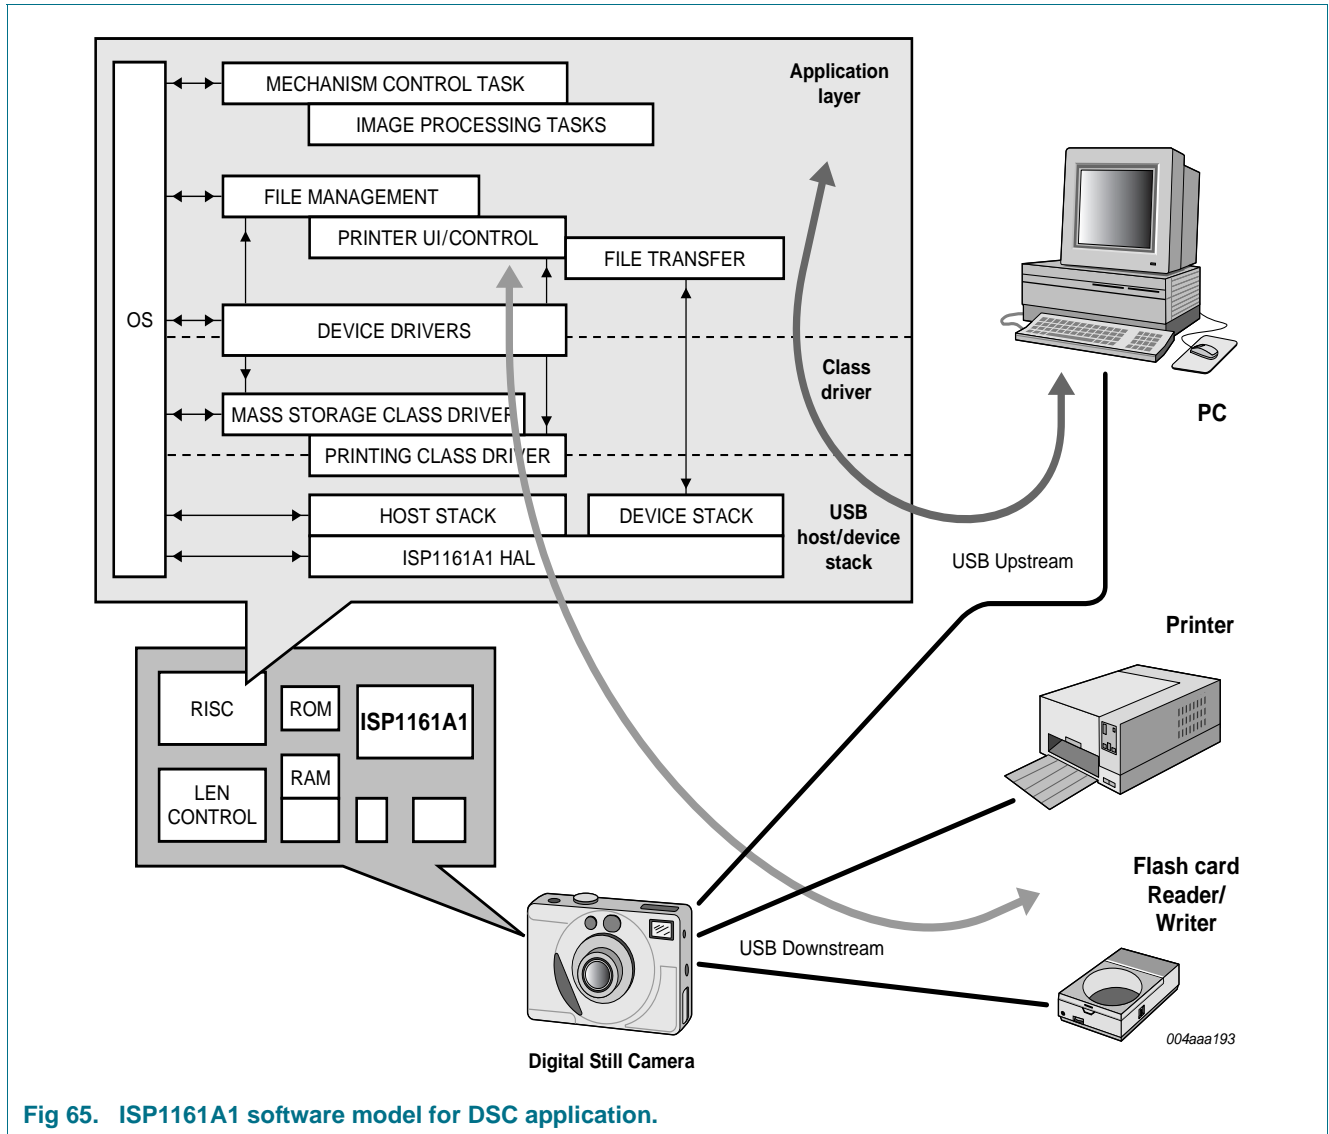 MECHANISM CONTROL TASK
IMAGE PROCESSING TASKS
Application
layer
FILE MANAGEMENT
PRINTER UI/CONTROL
FILE TRANSFER
OS
DEVICE DRIVERS
Class
driver
MASS STORAGE CLASS DRIVER
PRINTING CLASS DRIVER
HOST STACK
DEVICE STACK
USB
host/device
stack
ISP1161A1 HAL
PC
USB Upstream
Printer
RISC
ROM
ISP1161A1
RAM
LEN
CONTROL
Flash card
Reader/
Writer
USB Downstream
004aaa193
Digital Still Camera
Fig 65. ISP1161A1 software model for DSC application.